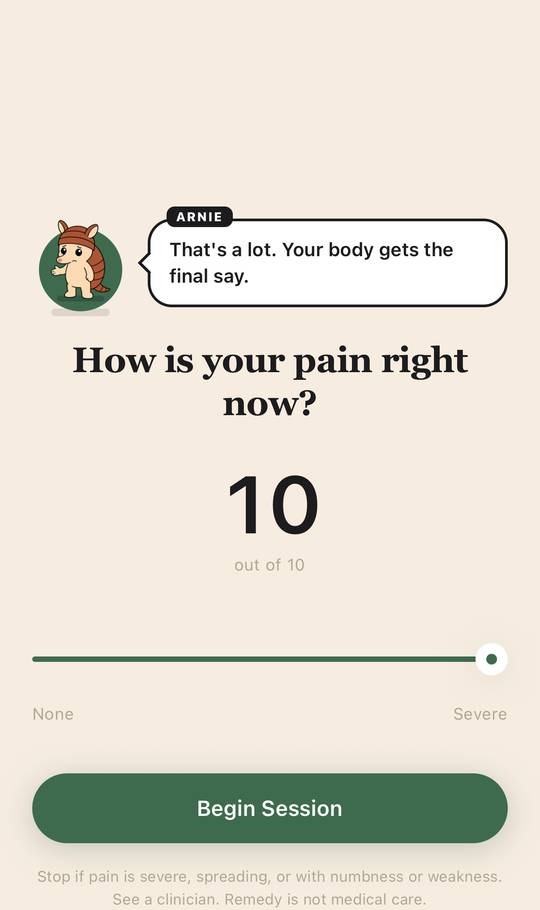 ARNIE
That's a lot. Your body gets the
final say.
How is your pain right
now?
10
out of 10
None
Severe
Begin Session
Stop if pain is severe, spreading, or with numbness or weakness.
See a clinician. Remedy is not medical care.